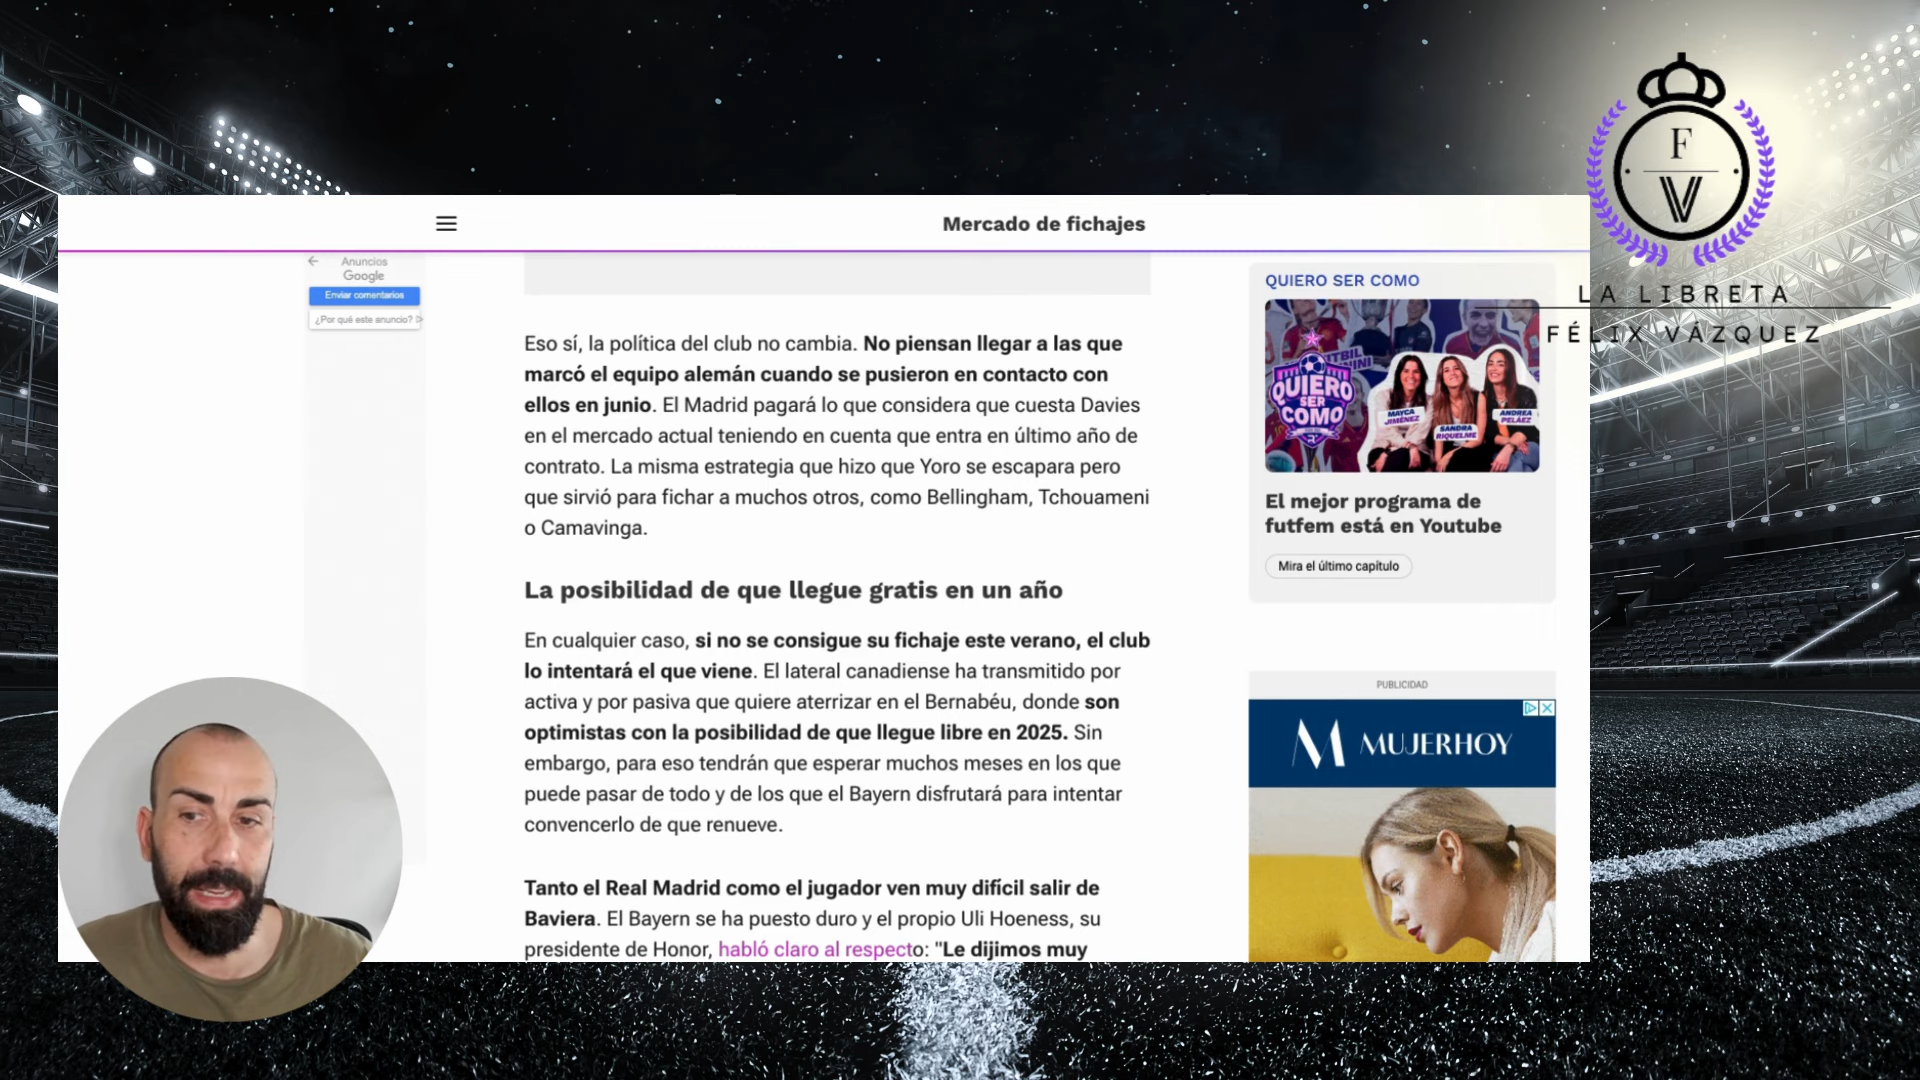 Mercado de fichajes
Anuncios
Google
Enviar comentarios
¿Por qué este anuncio?
Eso sí, la política del club no cambia. No piensan llegar a las que
marcó el equipo alemán cuando se pusieron en contacto con
ellos en junio. El Madrid pagará lo que considera que cuesta Davies
en el mercado actual teniendo en cuenta que entra en último año de
contrato. La misma estrategia que hizo que Yoro se escapara pero
que sirvió para fichar a muchos otros, como Bellingham, Tchouameni
o Camavinga.
La posibilidad de que llegue gratis en un año
En cualquier caso, si no se consigue su fichaje este verano, el club
lo intentará el que viene. El lateral canadiense ha transmitido por
activa y por pasiva que quiere aterrizar en el Bernabéu, donde son
optimistas con la posibilidad de que llegue libre en 2025. Sin
embargo, para eso tendrán que esperar muchos meses en los que
puede pasar de todo y de los que el Bayern disfrutará para intentar
convencerlo de que renueve.
Tanto el Real Madrid como el jugador ven muy difícil salir de
Baviera. El Bayern se ha puesto duro y el propio Uli Hoeness, su
presidente de Honor, habló claro al respecto: "Le dijimos muy
QUIERO SER COMO
QUIERO
SER
COMO
MAYCA
JIMÉNEZ
SANDRA
RIQUELME
ANDREA
PELÁEZ
El mejor programa de
futfem está en Youtube
Mira el último capítulo
PUBLICIDAD
M MUJERHOY
F
V
LA LIBRETA
FÉLIX VÁZQUEZ